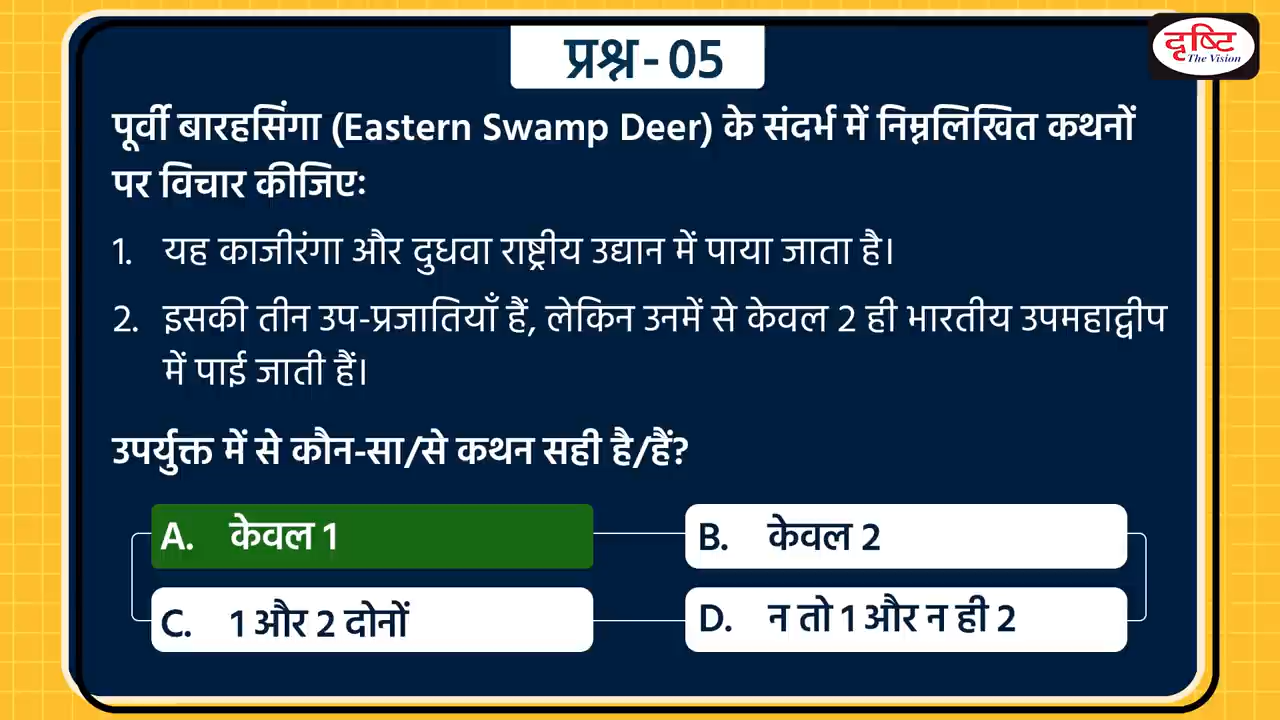 दृष्टि
The Vision
प्रश्न - 05
पूर्वी बारहसिंगा (Eastern Swamp Deer) के संदर्भ में निम्नलिखित कथनों
पर विचार कीजिएः
1. यह काजीरंगा और दुधवा राष्ट्रीय उद्यान में पाया जाता है।
2. इसकी तीन उप-प्रजातियाँ हैं, लेकिन उनमें से केवल 2 ही भारतीय उपमहाद्वीप
में पाई जाती हैं।
उपर्युक्त में से कौन-सा/से कथन सही है/हैं?
A. केवल 1
B. केवल 2
C. 1 और 2 दोनों
D. न तो 1 और न ही 2